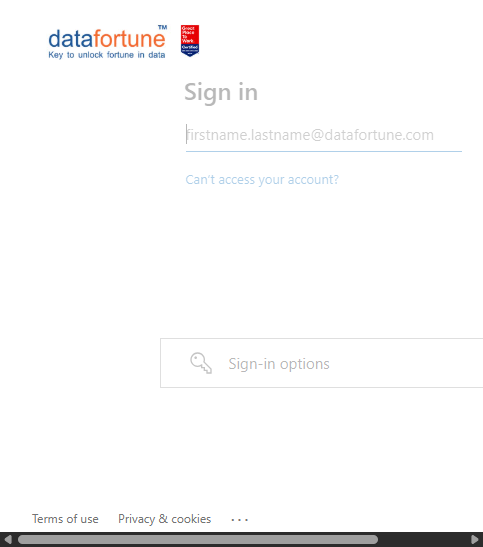 datafortune™
Key to unlock fortune in data
Great
Place
To
Work.
Certified
Sign in
firstname.lastname@datafortune.com
Can't access your account?
Sign-in options
Terms of use Privacy & cookies ...